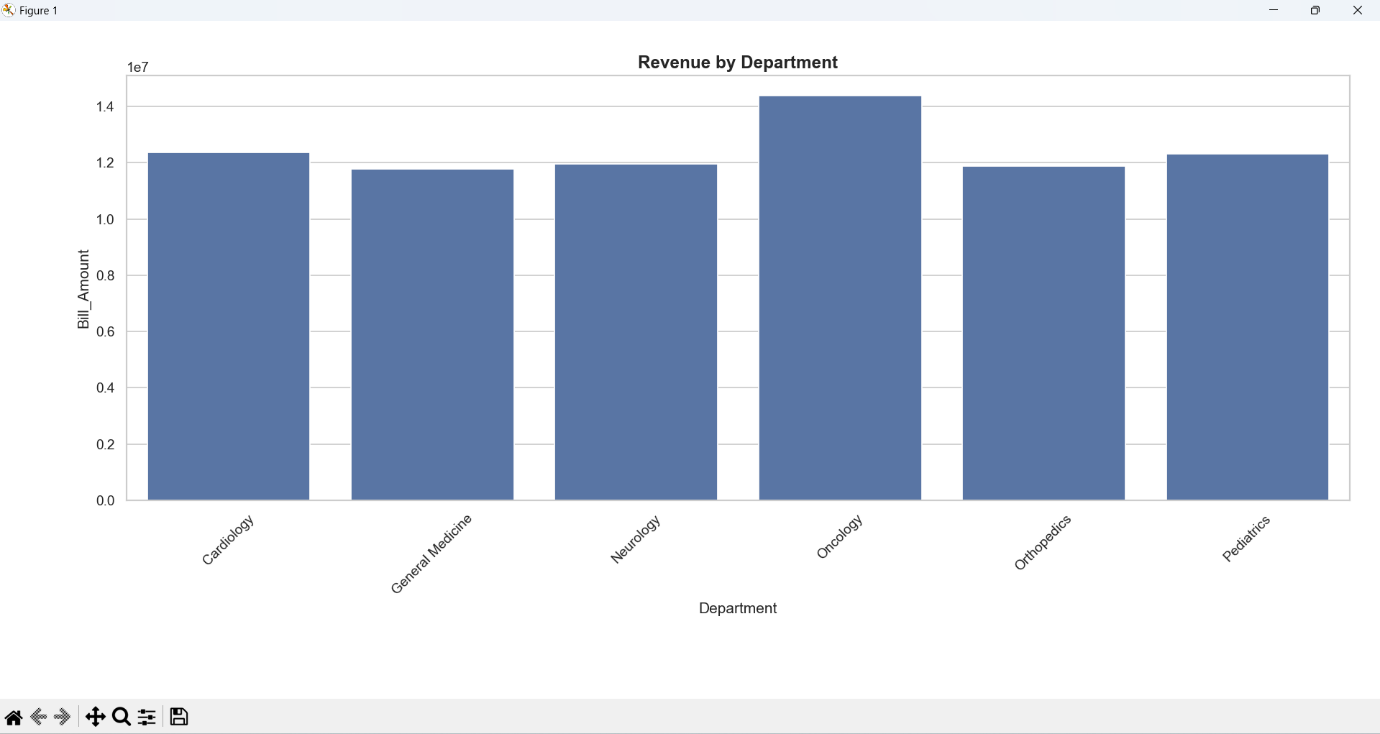 Figure 1
Revenue by Department
1e7
1.4
1.2
1.0
0.8
0.6
0.4
0.2
0.0
Bill_Amount
Cardiology
General Medicine
Neurology
Oncology
Orthopedics
Pediatrics
Department